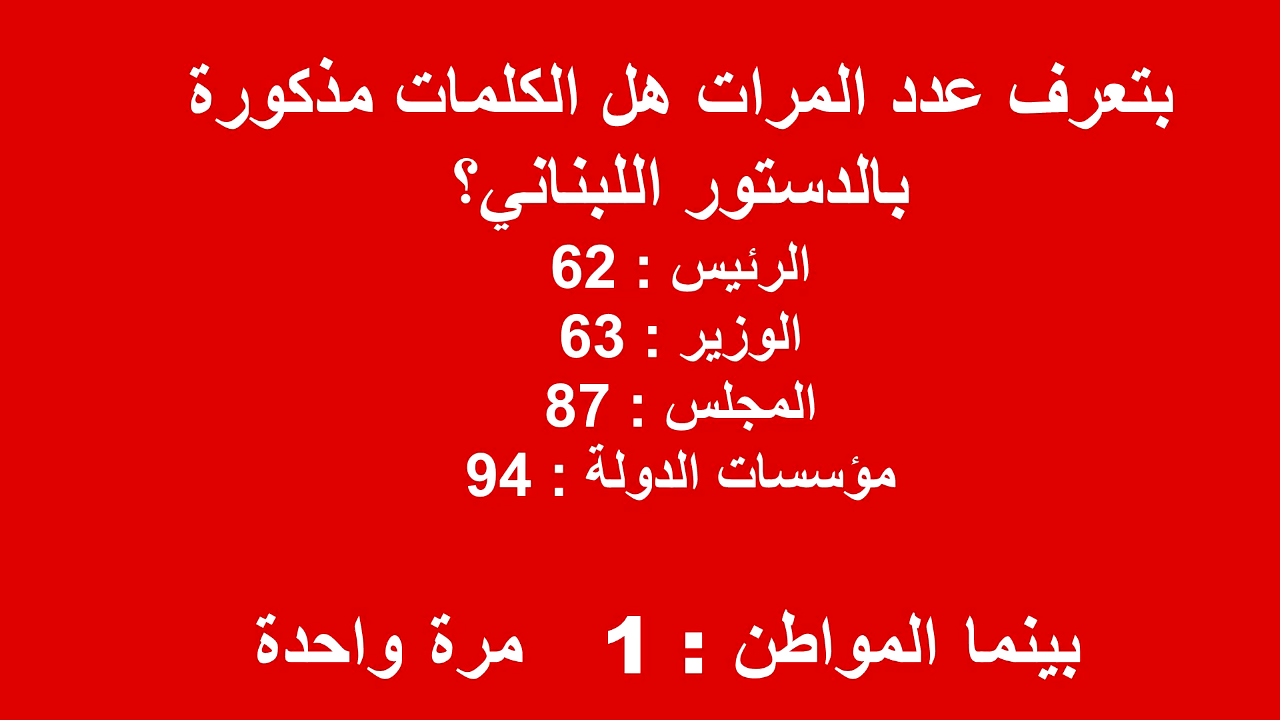 بتعرف عدد المرات هل الكلمات مذكورة
بالدستور اللبناني؟
الرئيس : 62
الوزير : 63
المجلس : 87
مؤسسات الدولة : 94
بينما المواطن : 1 مرة واحدة